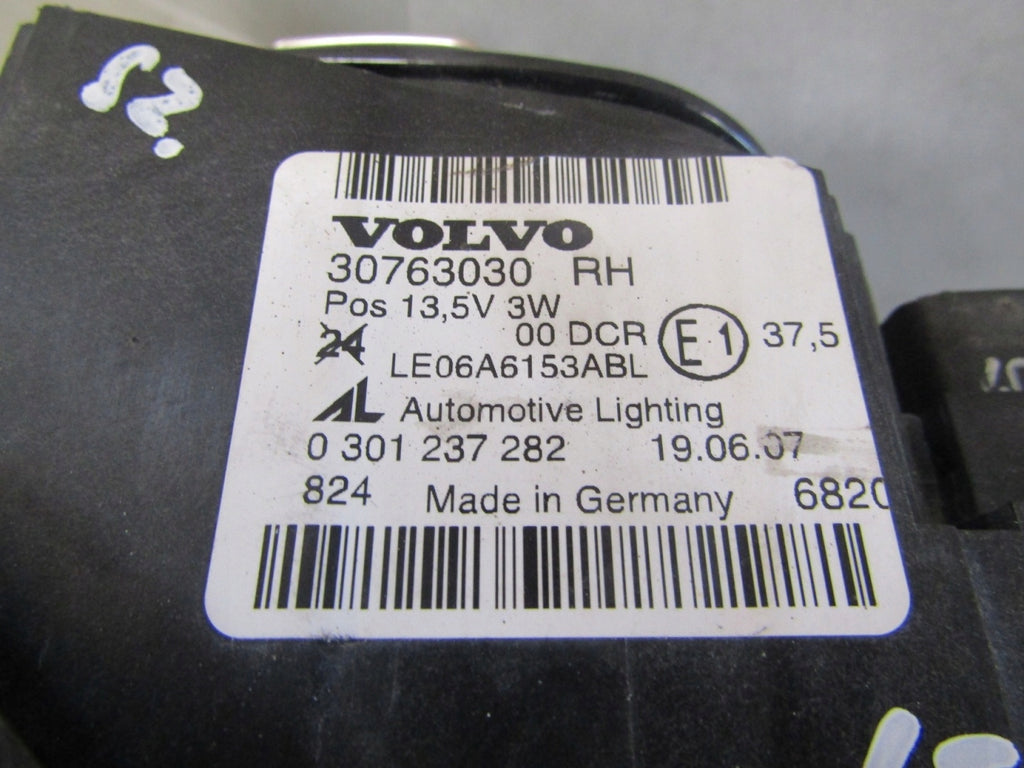 VOLVO
30763030 RH
Pos 13,5V 3W
24 00 DCR E1 37,5
LE06A6153ABL
AL Automotive Lighting
0 301 237 282 19.06.07
824 Made in Germany 6820